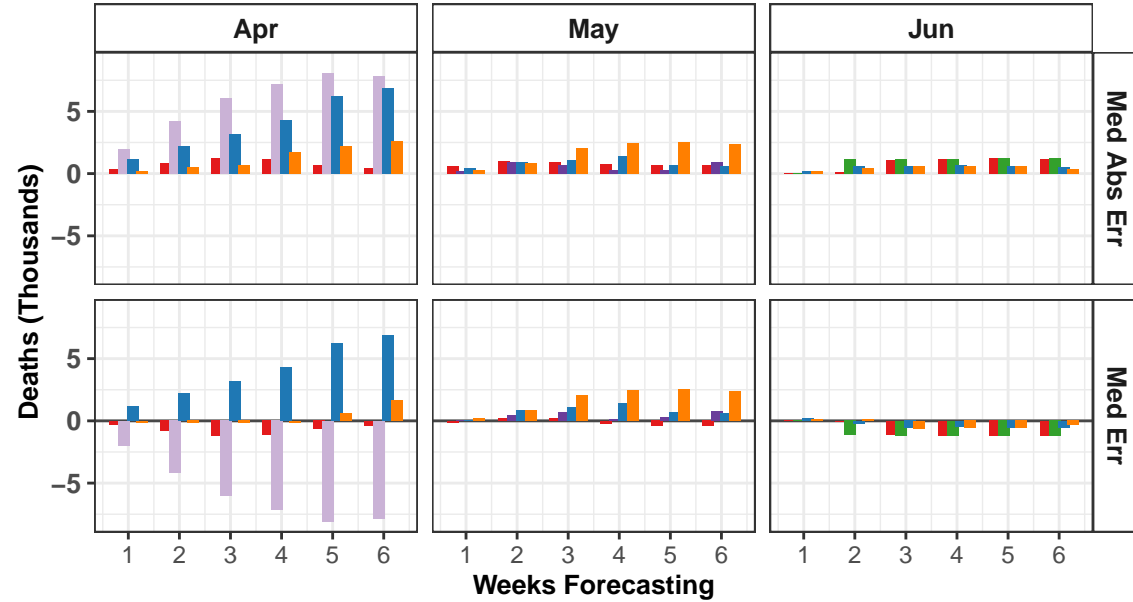 Apr May Jun
5
0
−5
Med Abs Err
5
0
−5
Med Err
Deaths (Thousands)
1 2 3 4 5 6 1 2 3 4 5 6 1 2 3 4 5 6
Weeks Forecasting